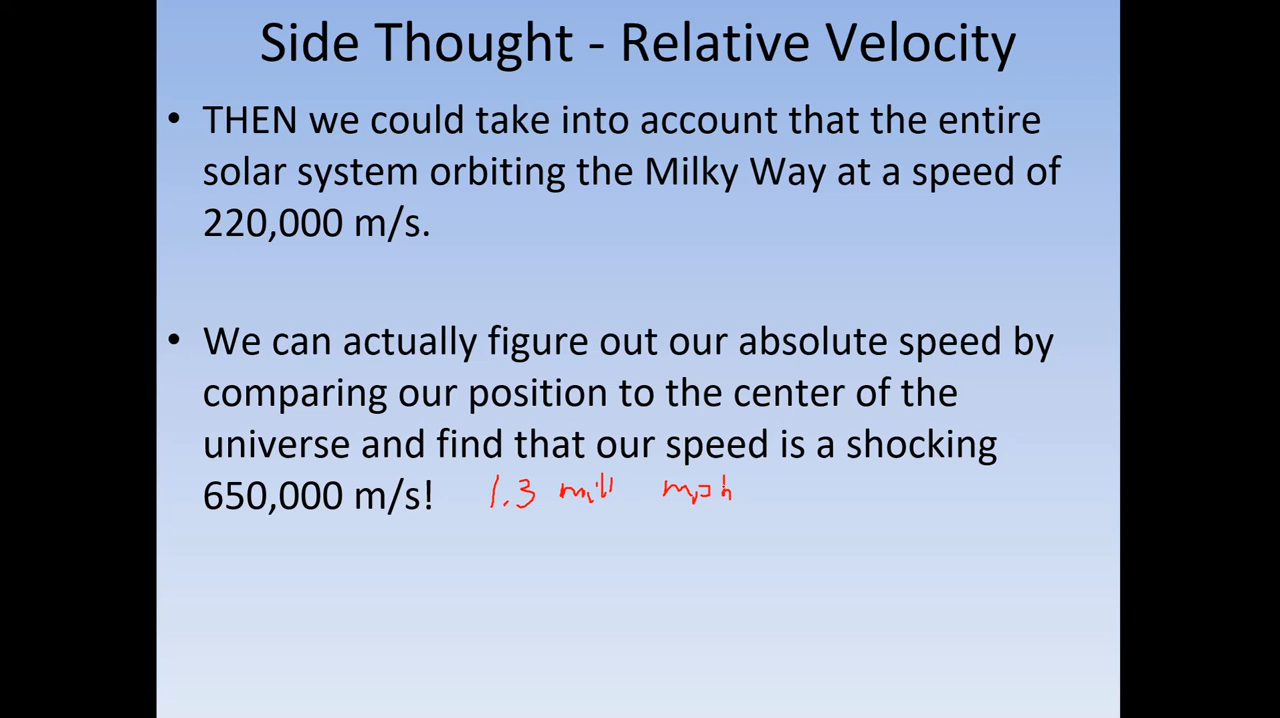 Side Thought - Relative Velocity
• THEN we could take into account that the entire
solar system orbiting the Milky Way at a speed of
220,000 m/s.
• We can actually figure out our absolute speed by
comparing our position to the center of the
universe and find that our speed is a shocking
650,000 m/s! 1.3 mill mph